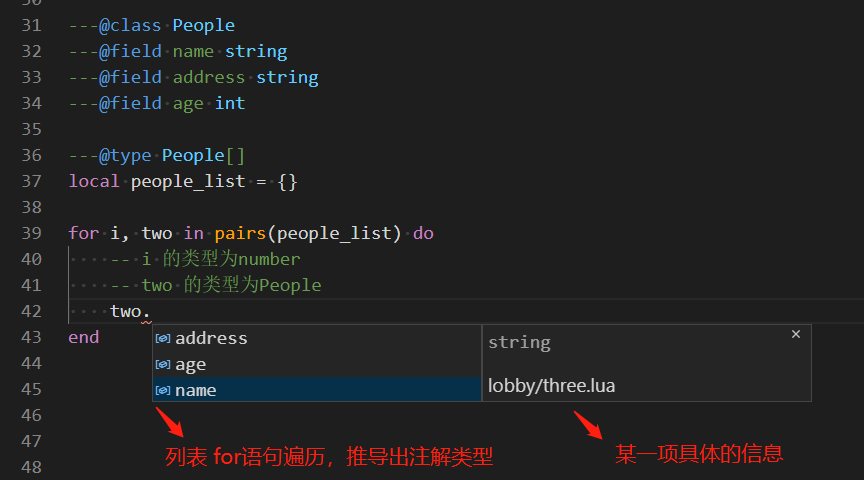 30
31 ---@class People
32 ---@field name string
33 ---@field address string
34 ---@field age int
35
36 ---@type People[]
37 local people_list = {}
38
39 for i, two in pairs(people_list) do
40 -- i 的类型为number
41 -- two 的类型为People
42 two.
43 end
address
string
×
44
age
45
name
lobby/three.lua
46
列表 for语句遍历，推导出注解类型
某一项具体的信息
47
48